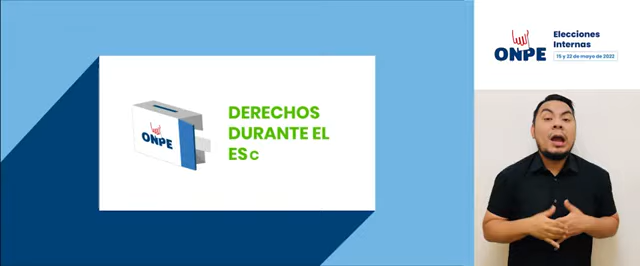 ONPE
DERECHOS
DURANTE EL
ESC
ONPE
Elecciones
Internas
15 y 22 de mayo de 2022